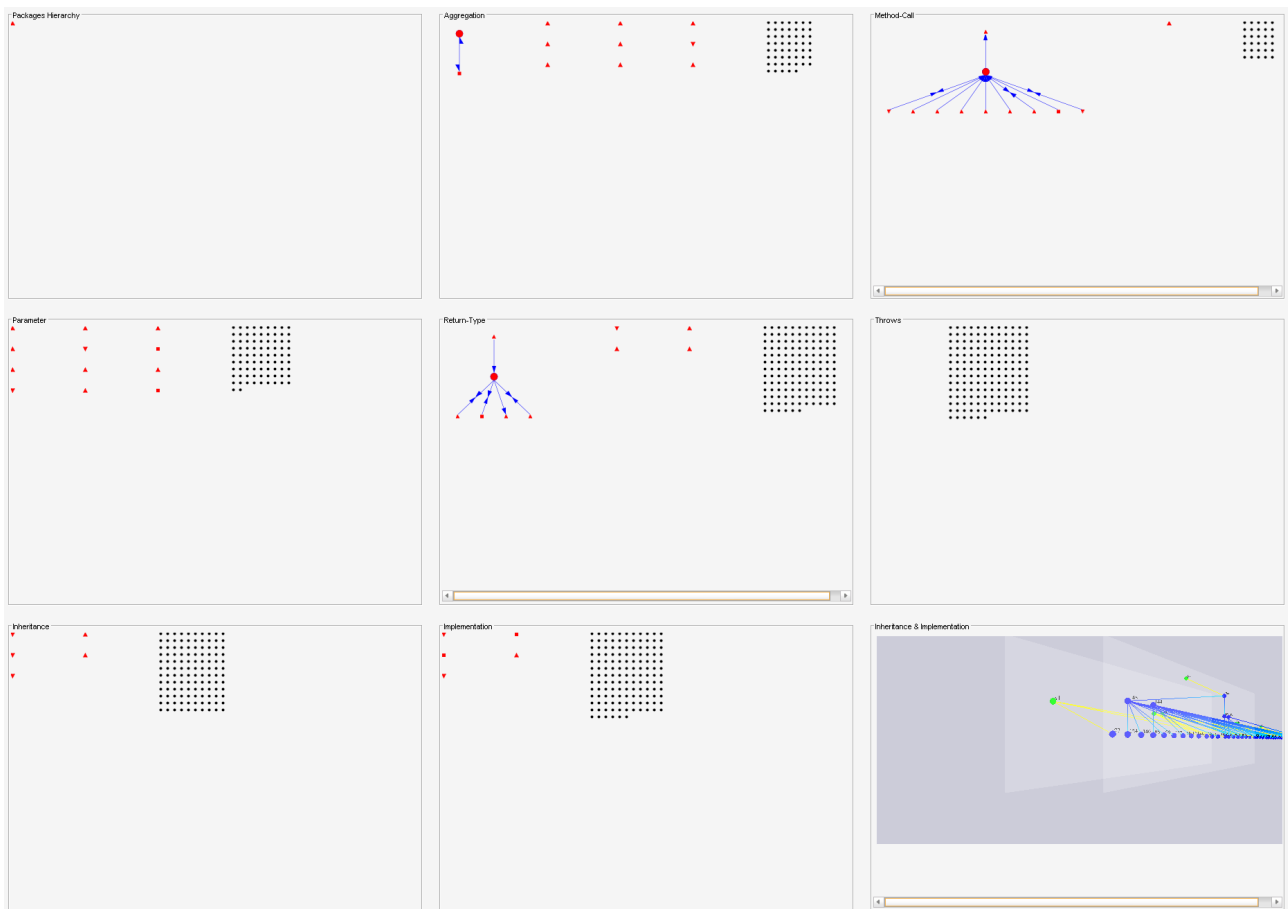 Packages Hierarchy
Aggregation
Method-Call
Parameter
Return-Type
Throws
Inheritance
Implementation
Inheritance & Implementation